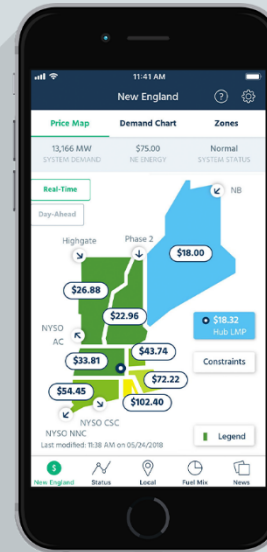 11:41 AM
New England
?
Price Map Demand Chart Zones
13,166 MW $75.00 Normal
SYSTEM DEMAND NE ENERGY SYSTEM STATUS
Real-Time
Day-Ahead
NB
Highgate
Phase 2
$18.00
$26.88
$22.96
$18.32
Hub LMP
NYSO
AC
$43.74
$33.81
Constraints
$72.22
$54.45
$102.40
NYSO CSC
NYSO NNC
Legend
Last modified: 11:38 AM on 05/24/2018
$
New England Status Local Fuel Mix News